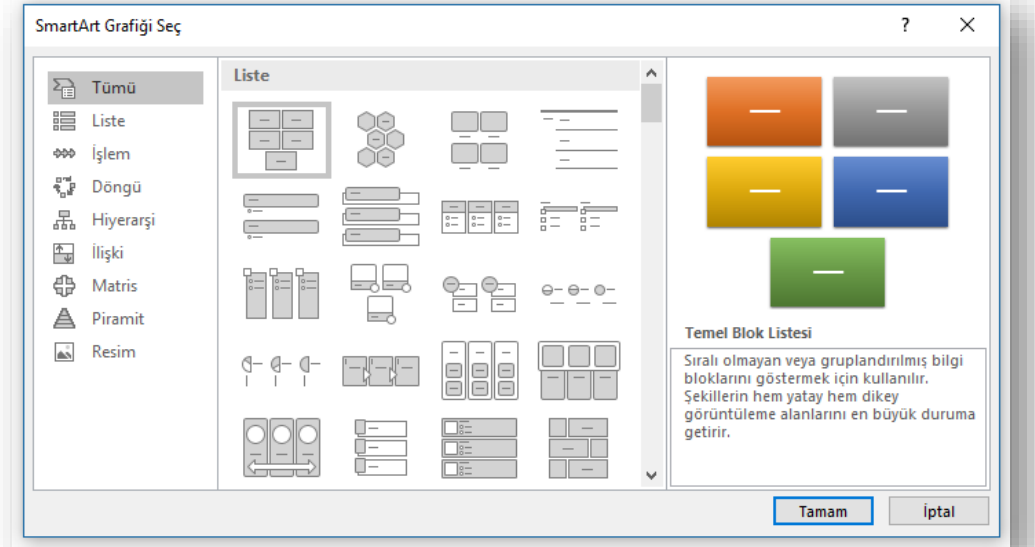 SmartArt Grafiği Seç
Tümü
Liste
İşlem
Döngü
Hiyerarşi
İlişki
Matris
Piramit
Resim
Liste
Temel Blok Listesi
Sıralı olmayan veya gruplandırılmış bilgi
bloklarını göstermek için kullanılır.
Şekillerin hem yatay hem dikey
görüntüleme alanlarını en büyük duruma
getirir.
Tamam
İptal